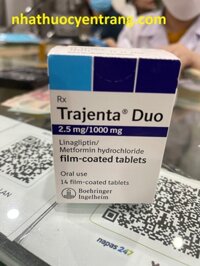 nhathuocyentrang.com
Rx
Trajenta® Duo
2.5 mg/1000 mg
Linagliptin/
Metformin hydrochloride
film-coated tablets
Oral use
14 film-coated tablets
Boehringer
Ingelheim
napas 247